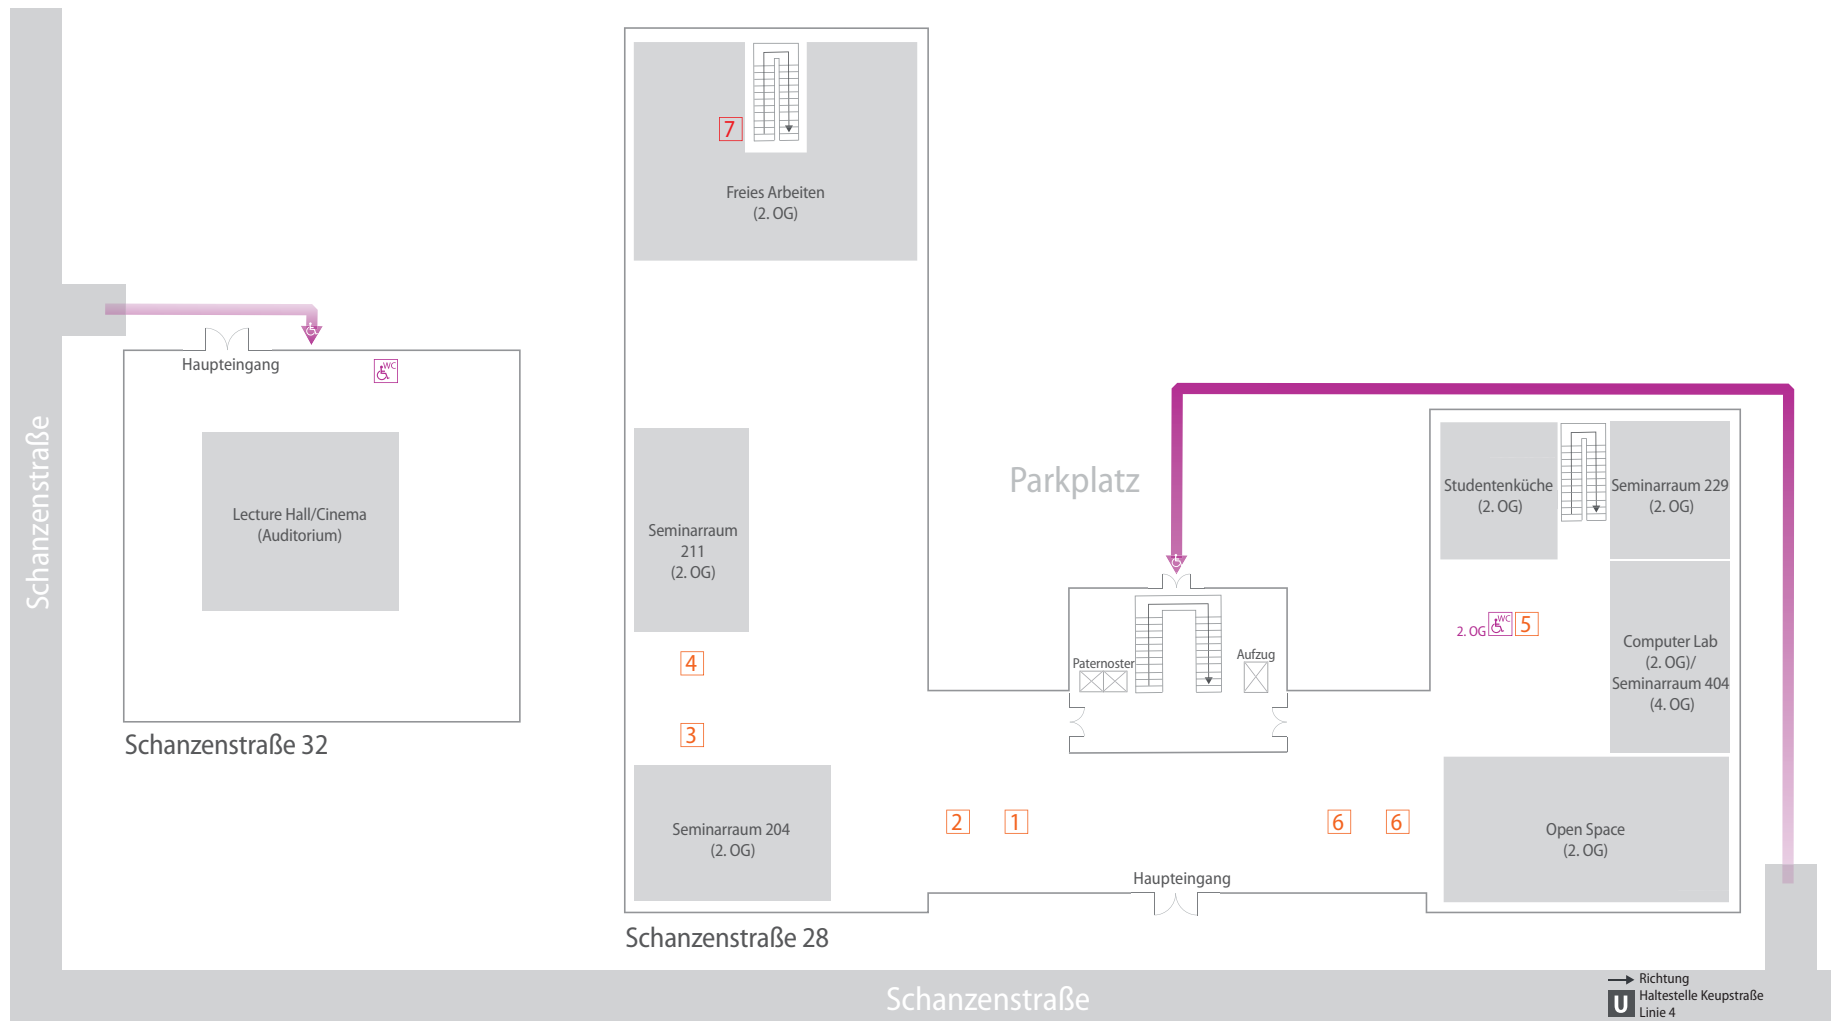 7
Freies Arbeiten
(2. OG)
Haupteingang
WC
Schanzenstraße
Lecture Hall/Cinema
(Auditorium)
Schanzenstraße 32
Seminarraum
211
(2. OG)
4
3
Seminarraum 204
(2. OG)
Schanzenstraße 28
Parkplatz
Paternoster
Aufzug
2
1
6
6
Haupteingang
Studentenküche
(2. OG)
Seminarraum 229
(2. OG)
2. OG
WC
5
Computer Lab
(2. OG)/
Seminarraum 404
(4. OG)
Open Space
(2. OG)
Schanzenstraße
Richtung
U
Haltestelle Keupstraße
Linie 4